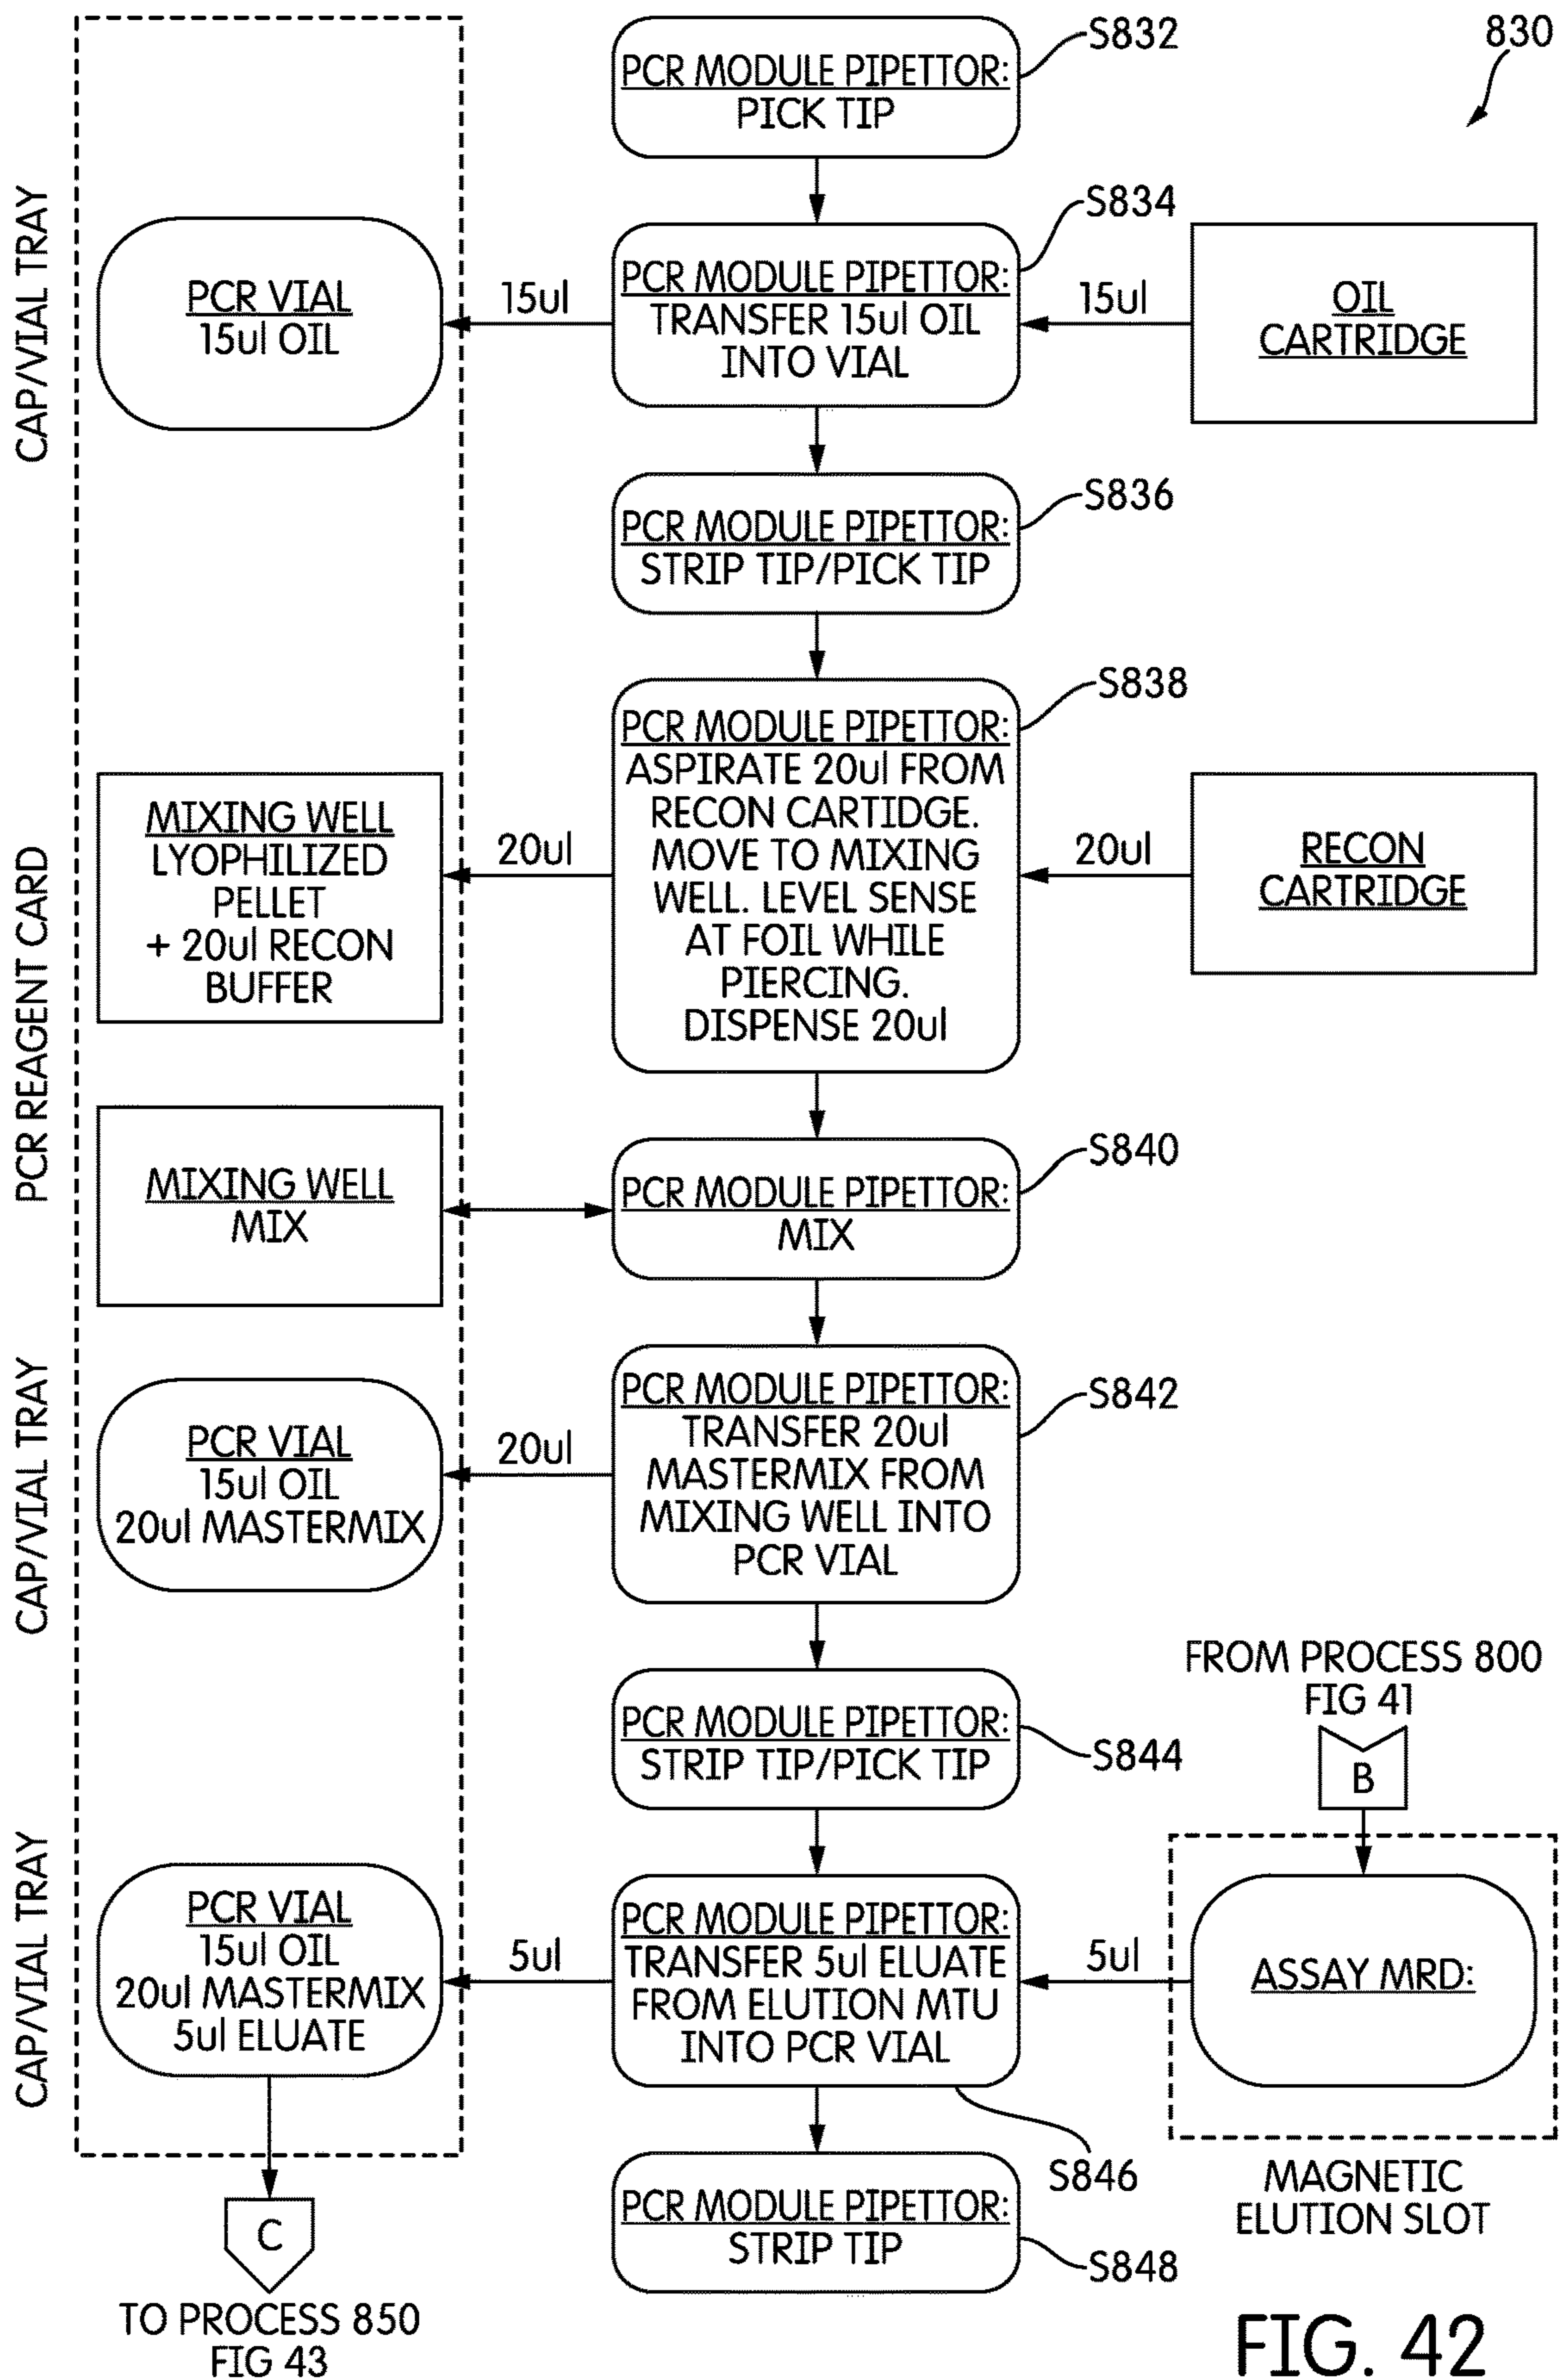 830
S832
PCR MODULE PIPETTOR:
PICK TIP
CAP/VIAL TRAY
PCR VIAL
15ul OIL
15ul
S834
PCR MODULE PIPETTOR:
TRANSFER 15ul OIL
INTO VIAL
15ul
OIL
CARTRIDGE
S836
PCR MODULE PIPETTOR:
STRIP TIP/PICK TIP
PCR REAGENT CARD
MIXING WELL
LYOPHILIZED
PELLET
+ 20ul RECON
BUFFER
20ul
S838
PCR MODULE PIPETTOR:
ASPIRATE 20ul FROM
RECON CARTIDGE.
MOVE TO MIXING
WELL. LEVEL SENSE
AT FOIL WHILE
PIERCING.
DISPENSE 20ul
20ul
RECON
CARTRIDGE
MIXING WELL
MIX
S840
PCR MODULE PIPETTOR:
MIX
CAP/VIAL TRAY
PCR VIAL
15ul OIL
20ul MASTERMIX
20ul
S842
PCR MODULE PIPETTOR:
TRANSFER 20ul
MASTERMIX FROM
MIXING WELL INTO
PCR VIAL
S844
PCR MODULE PIPETTOR:
STRIP TIP/PICK TIP
FROM PROCESS 800
FIG 41
B
CAP/VIAL TRAY
PCR VIAL
15ul OIL
20ul MASTERMIX
5ul ELUATE
5ul
PCR MODULE PIPETTOR:
TRANSFER 5ul ELUATE
FROM ELUTION MTU
INTO PCR VIAL
S846
5ul
ASSAY MRD:
MAGNETIC
ELUTION SLOT
PCR MODULE PIPETTOR:
STRIP TIP
S848
C
TO PROCESS 850
FIG 43
FIG. 42